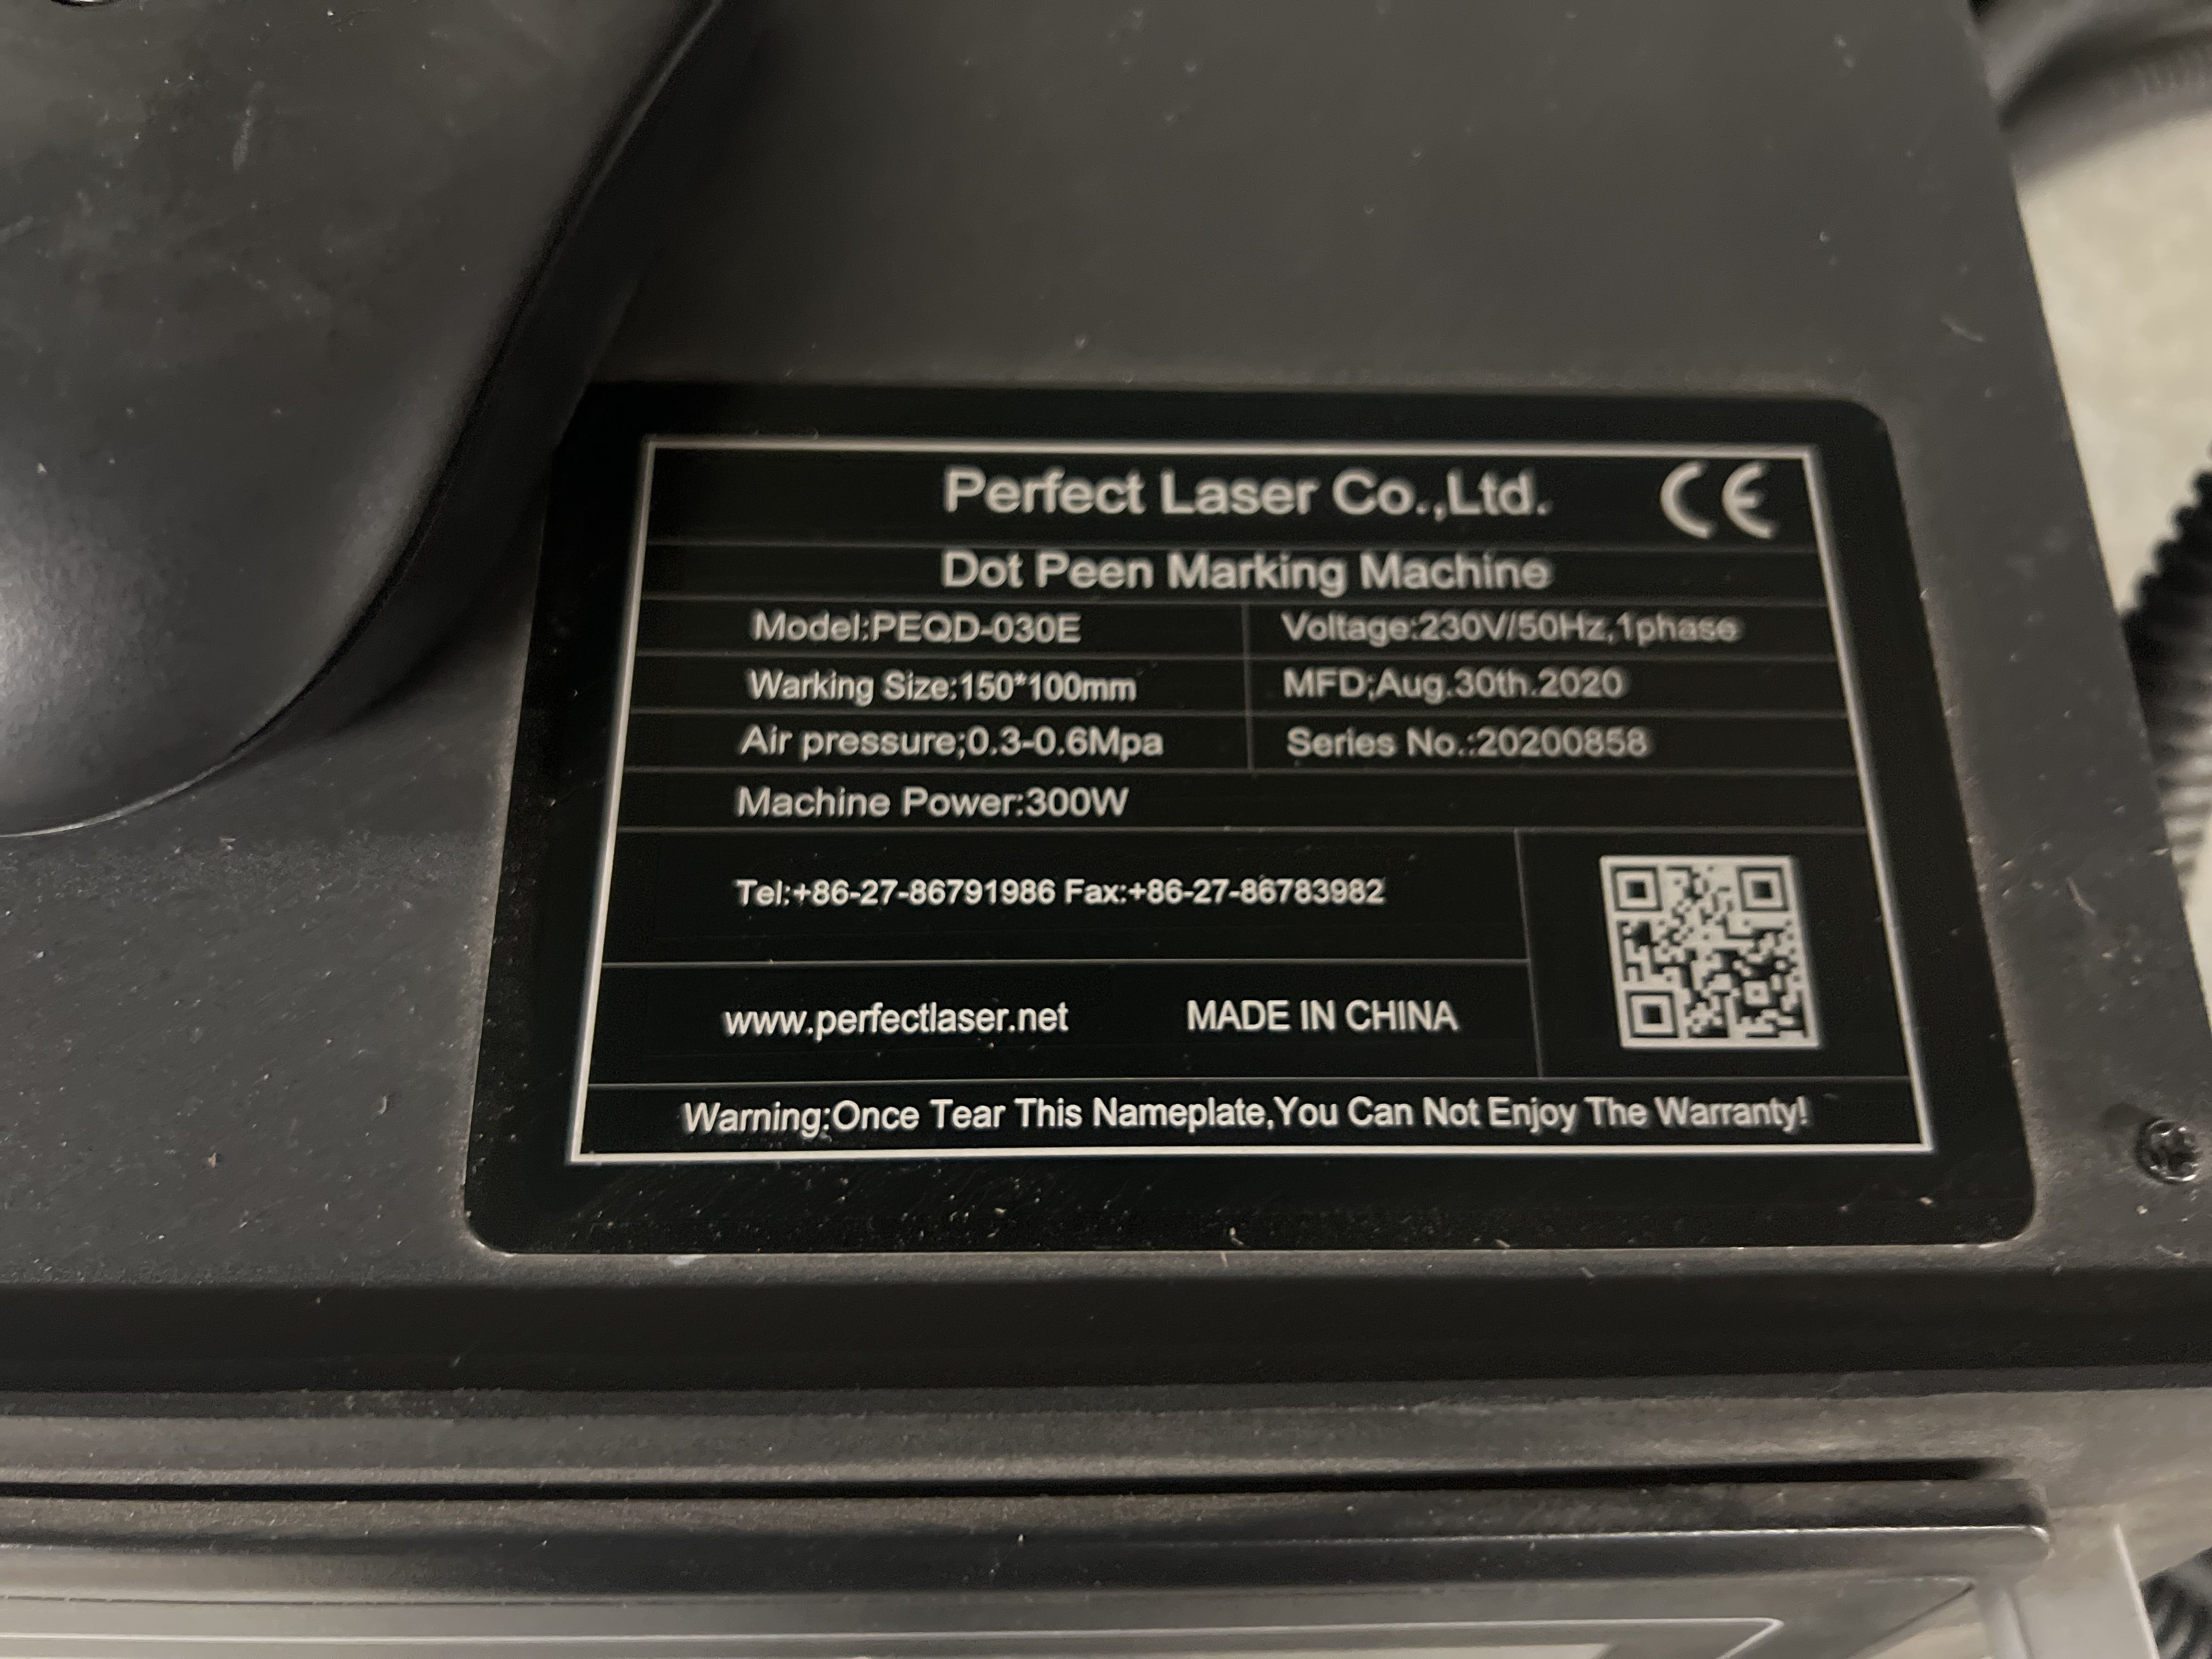 Perfect Laser Co.,Ltd. CE
Dot Peen Marking Machine
Model:PEQD-030E Voltage:230V/50Hz,1phase
Warking Size:150*100mm MFD;Aug.30th.2020
Air pressure;0.3-0.6Mpa Series No.:20200858
Machine Power:300W
Tel:+86-27-86791986 Fax:+86-27-86783982
www.perfectlaser.net MADE IN CHINA
Warning:Once Tear This Nameplate,You Can Not Enjoy The Warranty!